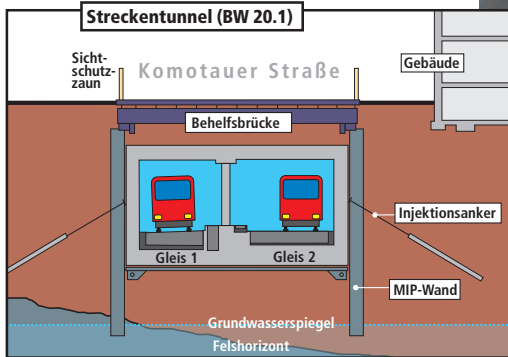 Streckentunnel (BW 20.1)
Sicht-
schutz-
zaun
Komotauer Straße
Gebäude
Behelfsbrücke
Injektionsanker
Gleis 1
Gleis 2
MIP-Wand
Grundwasserspiegel
Felshorizont